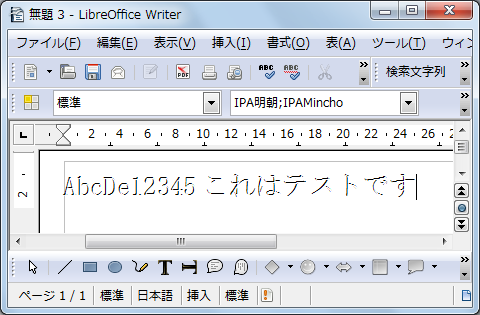 無題 3 - LibreOffice Writer
ファイル(F) 編集(E) 表示(V) 挿入(I) 書式(O) 表(A) ツール(T) ウィン
ABC ABC 検索文字列
標準 IPA明朝;IPAMincho
2 4 6 8 10 12 14 16 18 20 22 24 26
2
AbcDe12345 これはテストです
ページ 1 / 1 標準 日本語 挿入 標準